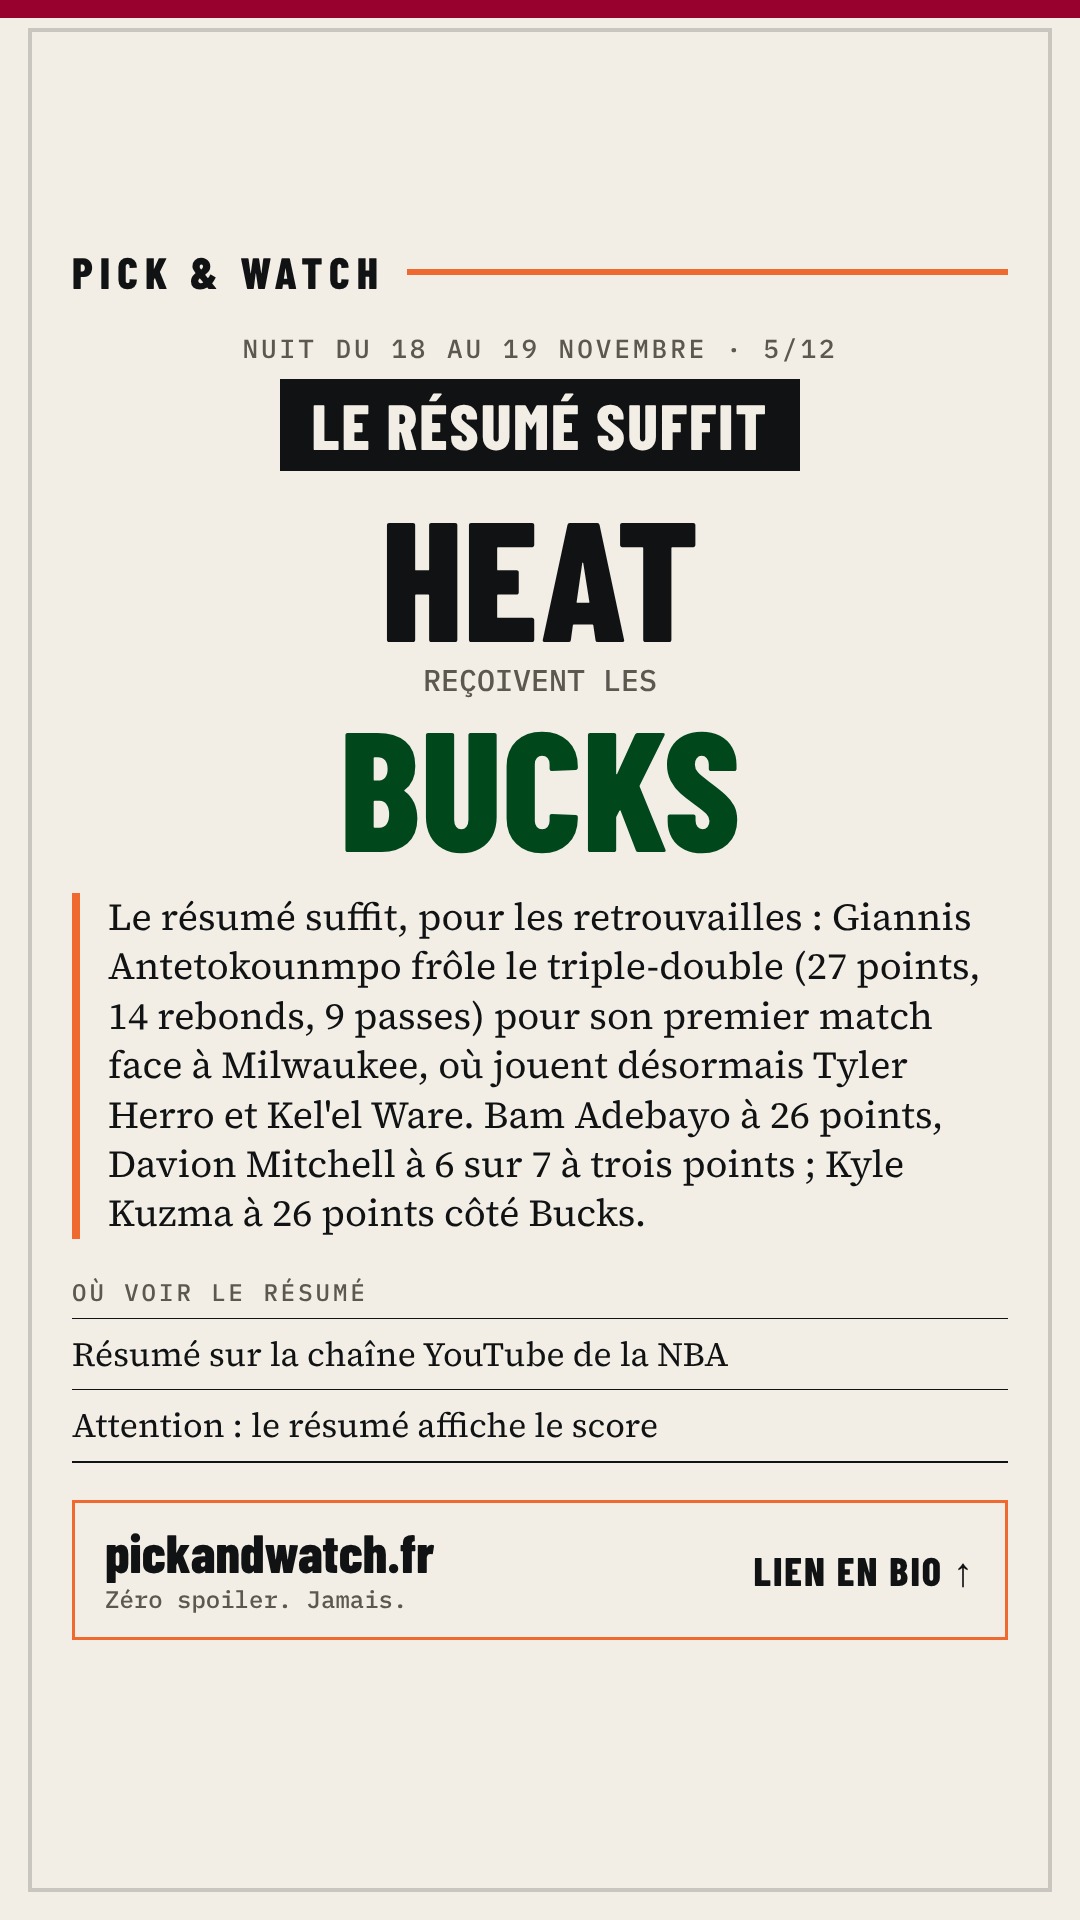 PICK & WATCH
NUIT DU 18 AU 19 NOVEMBRE · 5/12
LE RÉSUMÉ SUFFIT
HEAT
REÇOIVENT LES
BUCKS
Le résumé suffit, pour les retrouvailles : Giannis
Antetokounmpo frôle le triple-double (27 points,
14 rebonds, 9 passes) pour son premier match
face à Milwaukee, où jouent désormais Tyler
Herro et Kel'el Ware. Bam Adebayo à 26 points,
Davion Mitchell à 6 sur 7 à trois points ; Kyle
Kuzma à 26 points côté Bucks.
OÙ VOIR LE RÉSUMÉ
Résumé sur la chaîne YouTube de la NBA
Attention : le résumé affiche le score
pickandwatch.fr
Zéro spoiler. Jamais.
LIEN EN BIO ↑